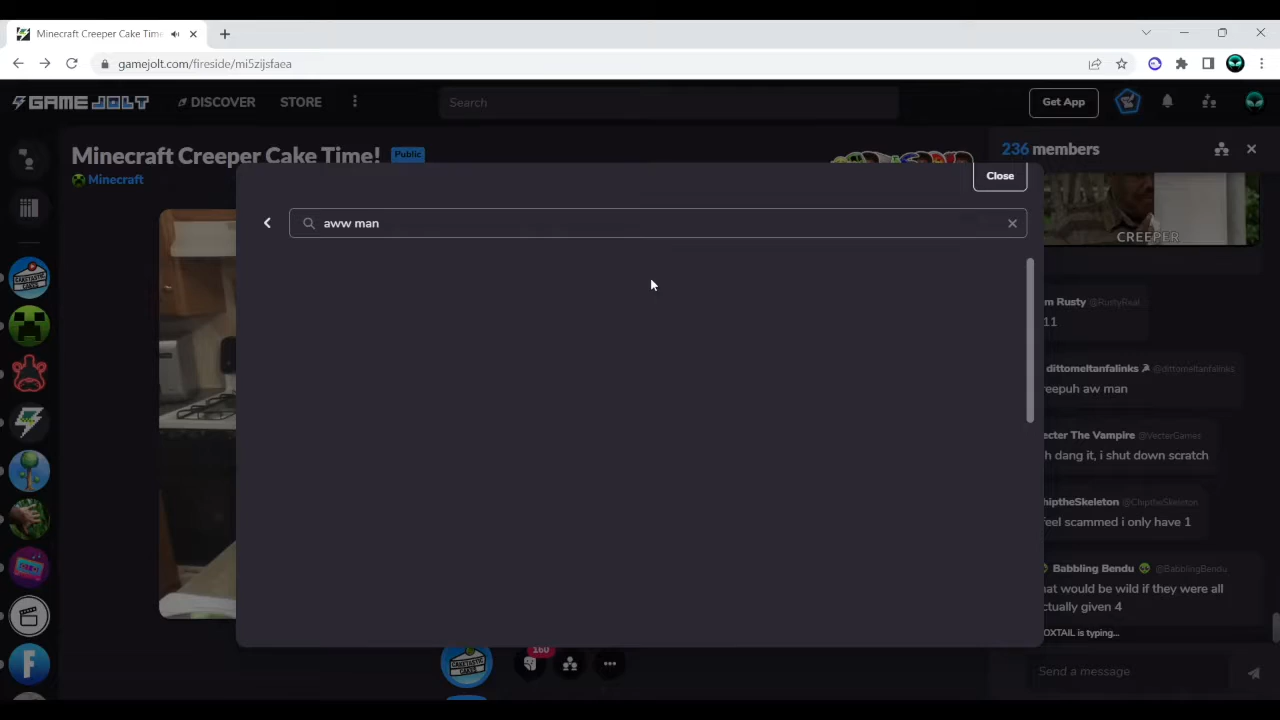 Minecraft Creeper Cake Time
gamejolt.com/fireside/mi5zijsfaea
GAME JOLT
DISCOVER
STORE
Search
Get App
Minecraft Creeper Cake Time!
Public
Minecraft
236 members
Close
aww man
CREEPER
m Rusty @RustyReal
11
dittomeltanfalinks @dittomeltanfalinks
reepuh aw man
ecter The Vampire @VecterGames
h dang it, i shut down scratch
hiptheSkeleton @ChiptheSkeleton
feel scammed i only have 1
Babbling Bendu @BabblingBendu
hat would be wild if they were all
ctually given 4
OXTAIL is typing...
160
Send a message